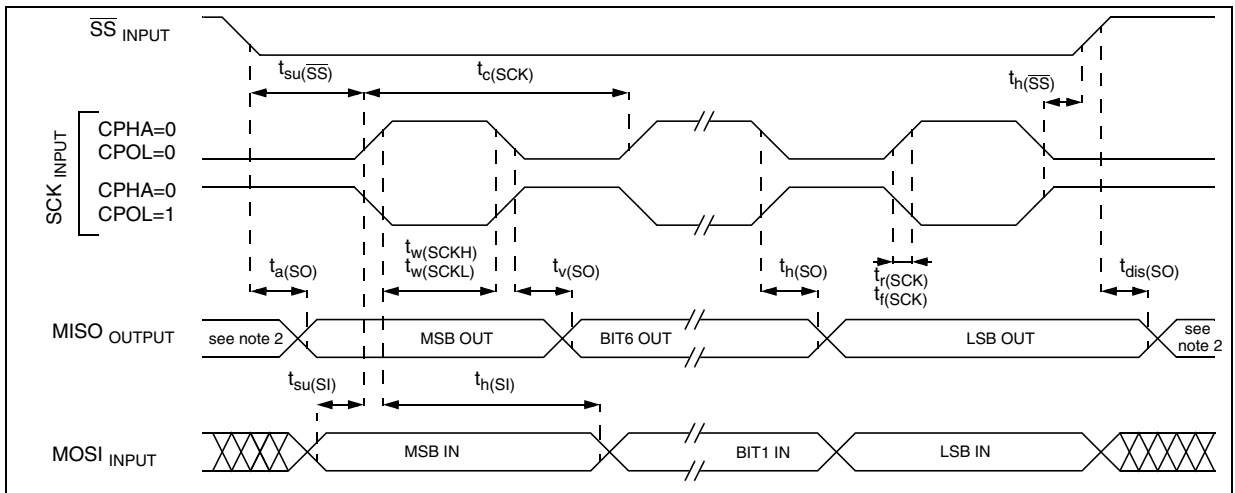 SS INPUT
tsu(SS)
tc(SCK)
th(SS)
SCK INPUT
CPHA=0
CPOL=0
CPHA=0
CPOL=1
ta(SO)
tw(SCKH)
tw(SCKL)
tv(SO)
th(SO)
tr(SCK)
tf(SCK)
tdis(SO)
MISO OUTPUT
see note 2
MSB OUT
BIT6 OUT
LSB OUT
see
note 2
tsu(SI)
th(SI)
MOSI INPUT
MSB IN
BIT1 IN
LSB IN